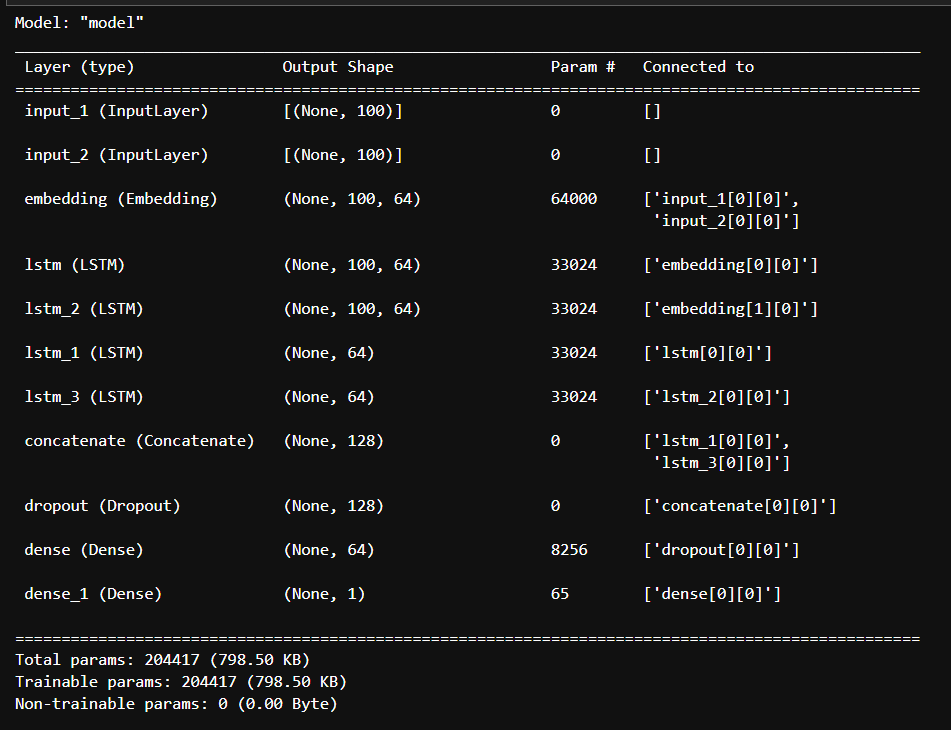 Model: "model"
__________________________________________________________________________________________________
Layer (type) Output Shape Param # Connected to
==================================================================================================
input_1 (InputLayer) [(None, 100)] 0 []
input_2 (InputLayer) [(None, 100)] 0 []
embedding (Embedding) (None, 100, 64) 64000 ['input_1[0][0]',
'input_2[0][0]']
lstm (LSTM) (None, 100, 64) 33024 ['embedding[0][0]']
lstm_2 (LSTM) (None, 100, 64) 33024 ['embedding[1][0]']
lstm_1 (LSTM) (None, 64) 33024 ['lstm[0][0]']
lstm_3 (LSTM) (None, 64) 33024 ['lstm_2[0][0]']
concatenate (Concatenate) (None, 128) 0 ['lstm_1[0][0]',
'lstm_3[0][0]']
dropout (Dropout) (None, 128) 0 ['concatenate[0][0]']
dense (Dense) (None, 64) 8256 ['dropout[0][0]']
dense_1 (Dense) (None, 1) 65 ['dense[0][0]']
==================================================================================================
Total params: 204417 (798.50 KB)
Trainable params: 204417 (798.50 KB)
Non-trainable params: 0 (0.00 Byte)